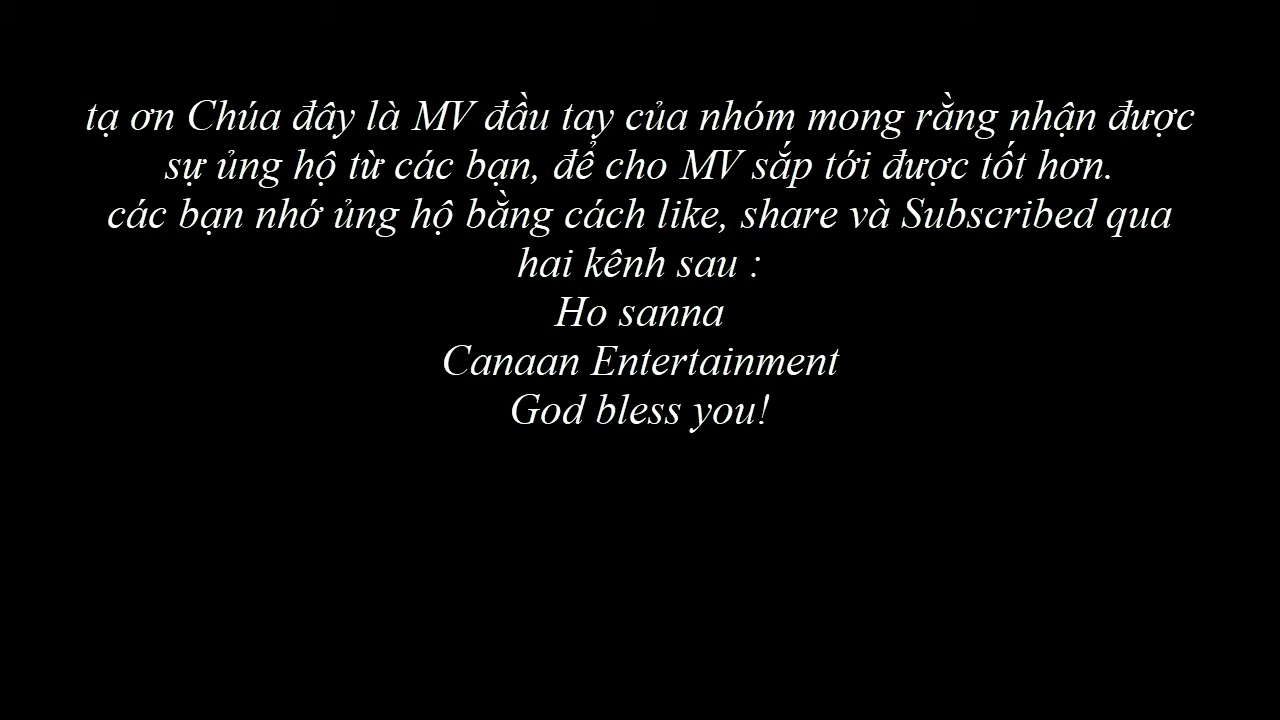 tạ ơn Chúa đây là MV đầu tay của nhóm mong rằng nhận được
sự ủng hộ từ các bạn, để cho MV sắp tới được tốt hơn.
các bạn nhớ ủng hộ bằng cách like, share và Subscribed qua
hai kênh sau :
Ho sanna
Canaan Entertainment
God bless you!